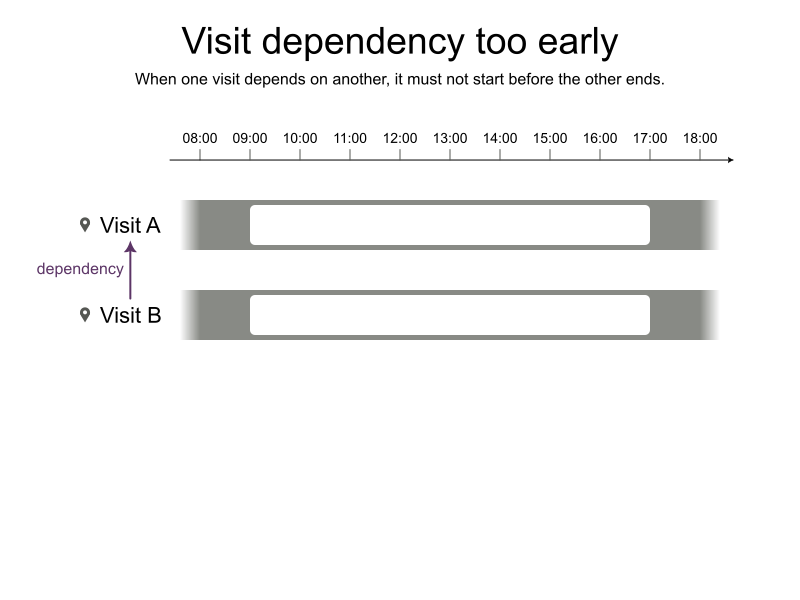 Visit dependency too early
When one visit depends on another, it must not start before the other ends.
08:00 09:00 10:00 11:00 12:00 13:00 14:00 15:00 16:00 17:00 18:00
Visit A
dependency
Visit B